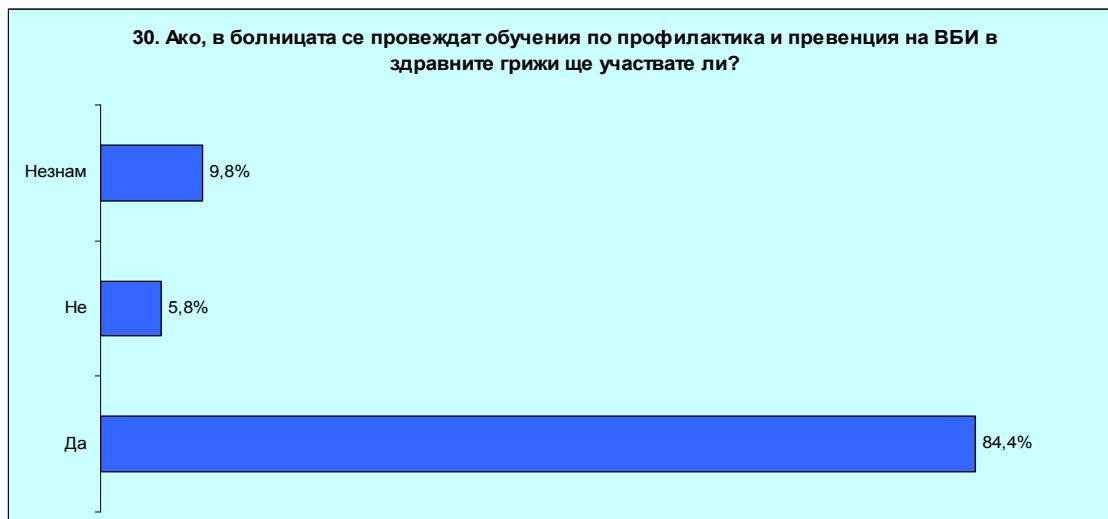 30. Ако, в болницата се провеждат обучения по профилактика и превенция на ВБИ в
здравните грижи ще участвате ли?
Незнам
9,8%
Не
5,8%
Да
84,4%